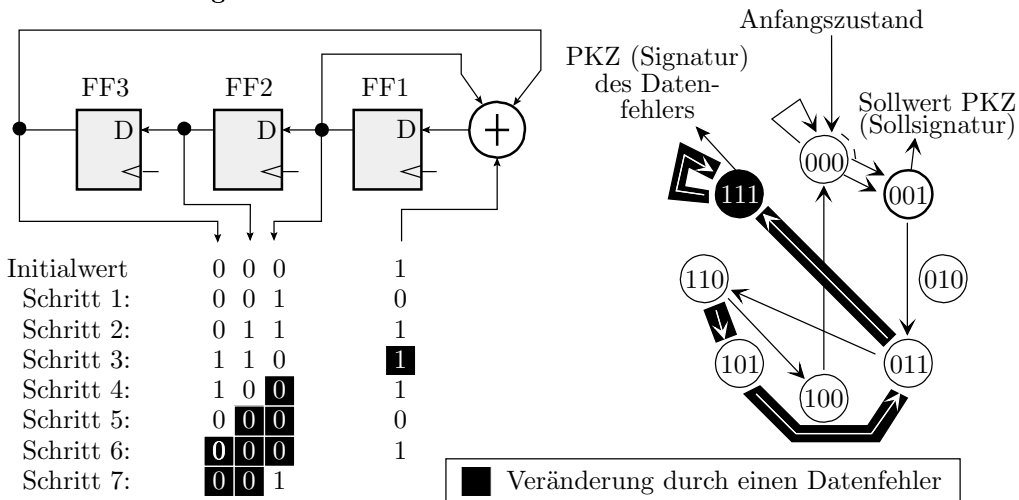 Anfangszustand
PKZ (Signatur)
des Daten-
fehlers
Sollwert PKZ
(Sollsignatur)
FF3 FF2 FF1
D D D +
000
111 001
110 010
101 011
100
Initialwert 0 0 0 1
Schritt 1: 0 0 1 0
Schritt 2: 0 1 1 1
Schritt 3: 1 1 0 1
Schritt 4: 1 0 0 1
Schritt 5: 0 0 0 0
Schritt 6: 0 0 0 1
Schritt 7: 0 0 1
Veränderung durch einen Datenfehler